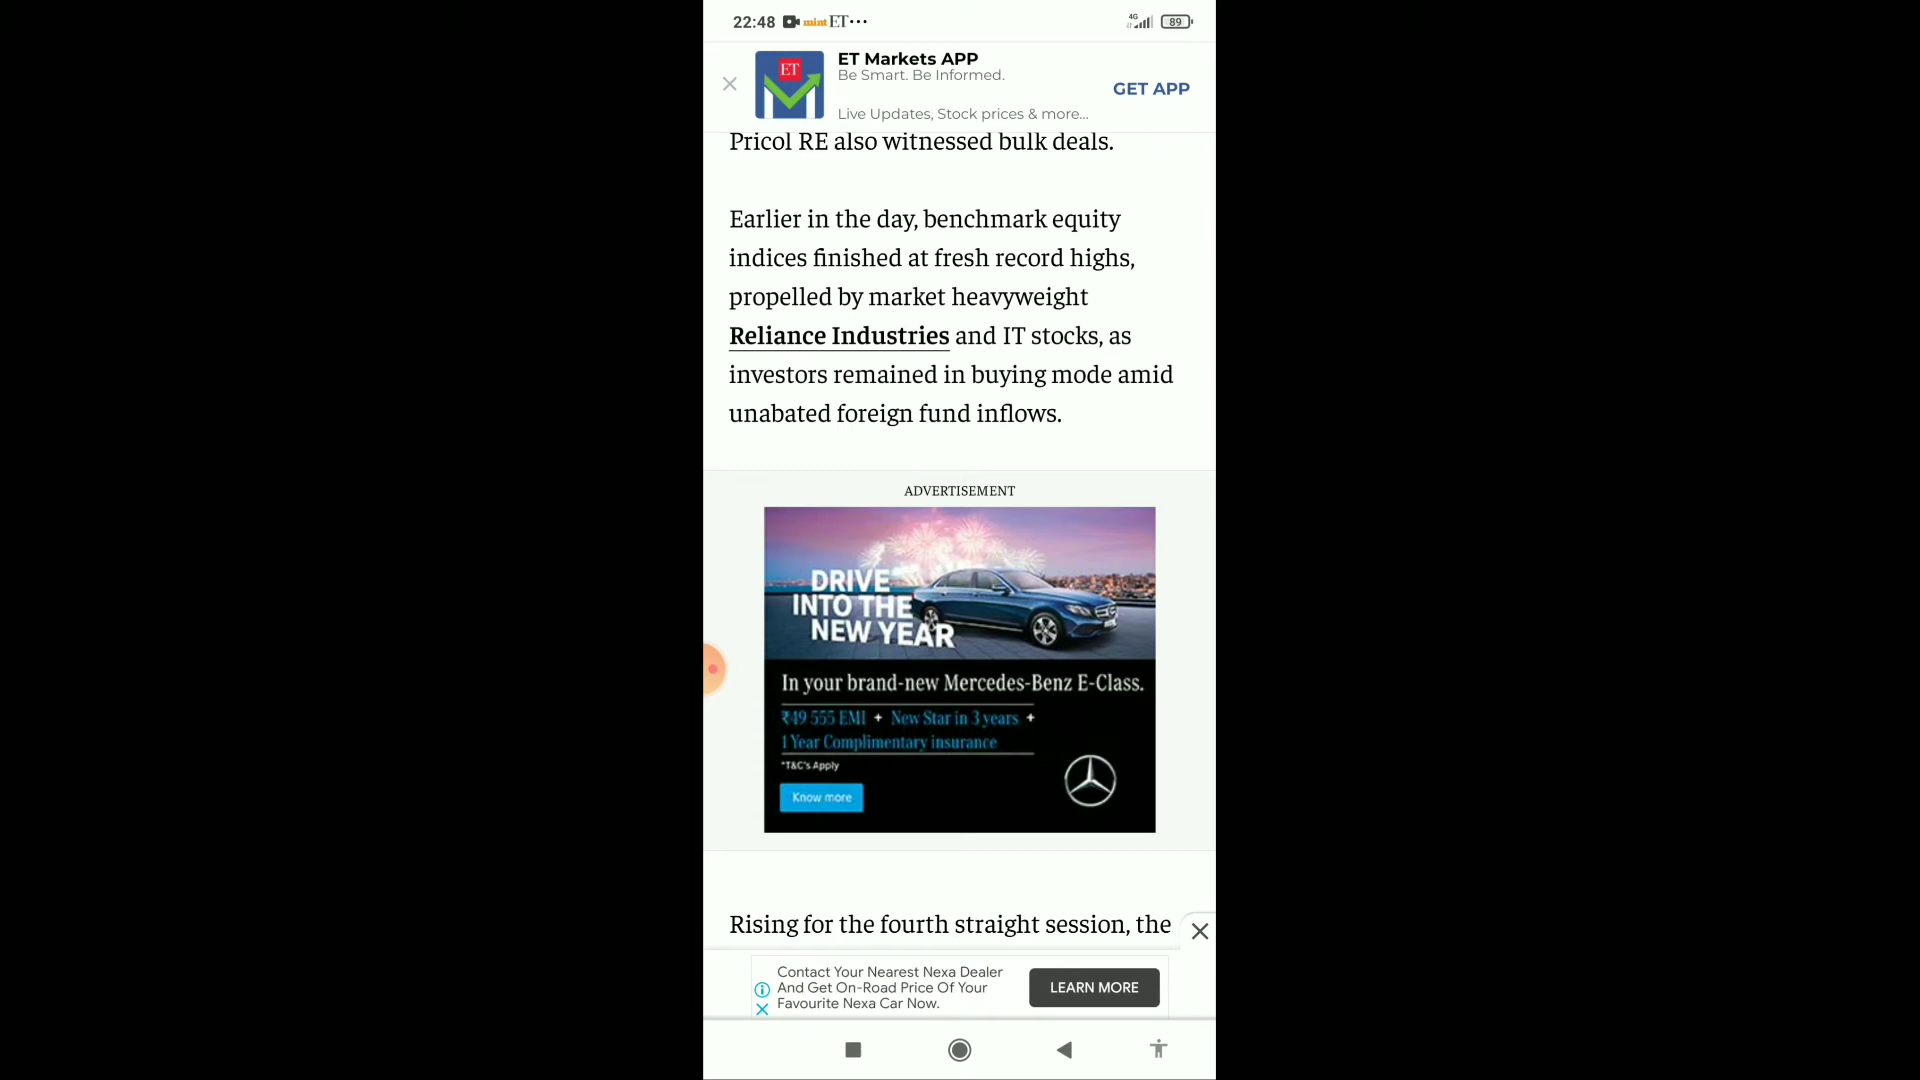 22:48 mint ET... 4G 89
ET Markets APP
Be Smart. Be Informed.
GET APP
Live Updates, Stock prices & more...
Pricol RE also witnessed bulk deals.
Earlier in the day, benchmark equity
indices finished at fresh record highs,
propelled by market heavyweight
Reliance Industries and IT stocks, as
investors remained in buying mode amid
unabated foreign fund inflows.
ADVERTISEMENT
DRIVE
INTO THE
NEW YEAR
In your brand-new Mercedes-Benz E-Class.
₹49 555 EMI + New Star in 3 years +
1 Year Complimentary insurance
*T&C's Apply
Know more
Rising for the fourth straight session, the
Contact Your Nearest Nexa Dealer
And Get On-Road Price Of Your
Favourite Nexa Car Now.
LEARN MORE